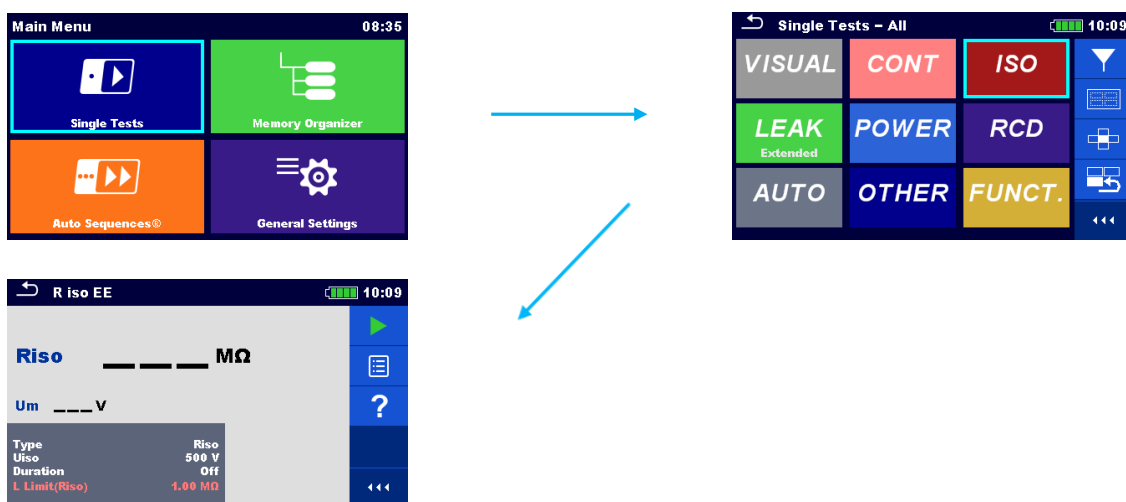 Main Menu 08:35
Single Tests Memory Organizer
Auto Sequences® General Settings
Single Tests – All 10:09
VISUAL CONT ISO
LEAK POWER RCD
Extended
AUTO OTHER FUNCT.
R iso EE 10:09
Riso ___ MΩ
?
Um ___V
Type Riso
Uiso 500 V
Duration Off
L Limit(Riso) 1.00 MΩ